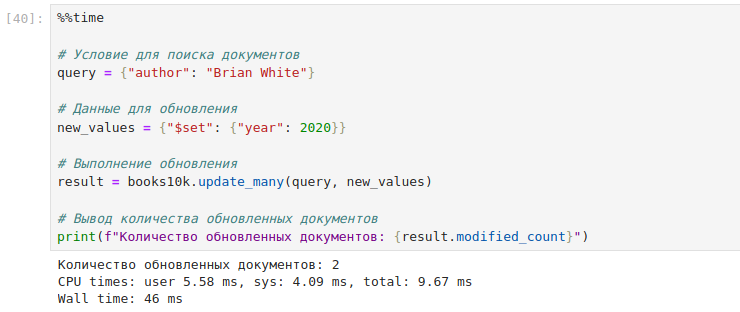 [40]: %%time
# Условие для поиска документов
query = {"author": "Brian White"}
# Данные для обновления
new_values = {"$set": {"year": 2020}}
# Выполнение обновления
result = books10k.update_many(query, new_values)
# Вывод количества обновленных документов
print(f"Количество обновленных документов: {result.modified_count}")
Количество обновленных документов: 2
CPU times: user 5.58 ms, sys: 4.09 ms, total: 9.67 ms
Wall time: 46 ms